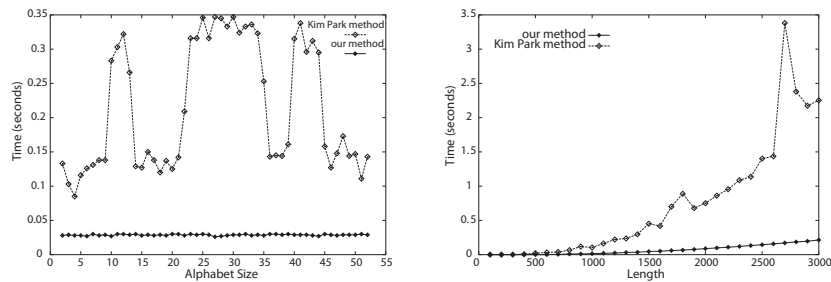 0.35
0.3
0.25
0.2
0.15
0.1
0.05
0
Time (seconds)
Kim Park method
our method
0 5 10 15 20 25 30 35 40 45 50 55
Alphabet Size
3.5
3
2.5
2
1.5
1
0.5
0
Time (seconds)
our method
Kim Park method
0 500 1000 1500 2000 2500 3000
Length